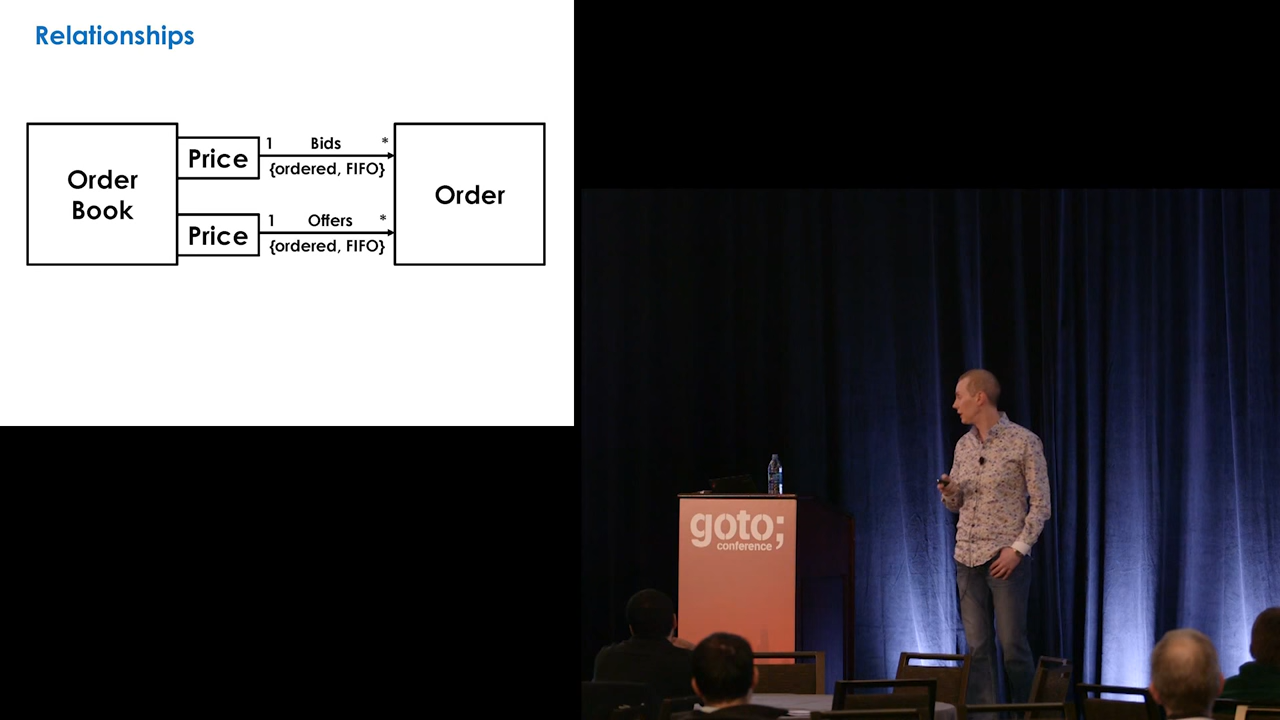 Relationships
Order
Book
Price
1 Bids *
{ordered, FIFO}
Price
1 Offers *
{ordered, FIFO}
Order
goto;
conference